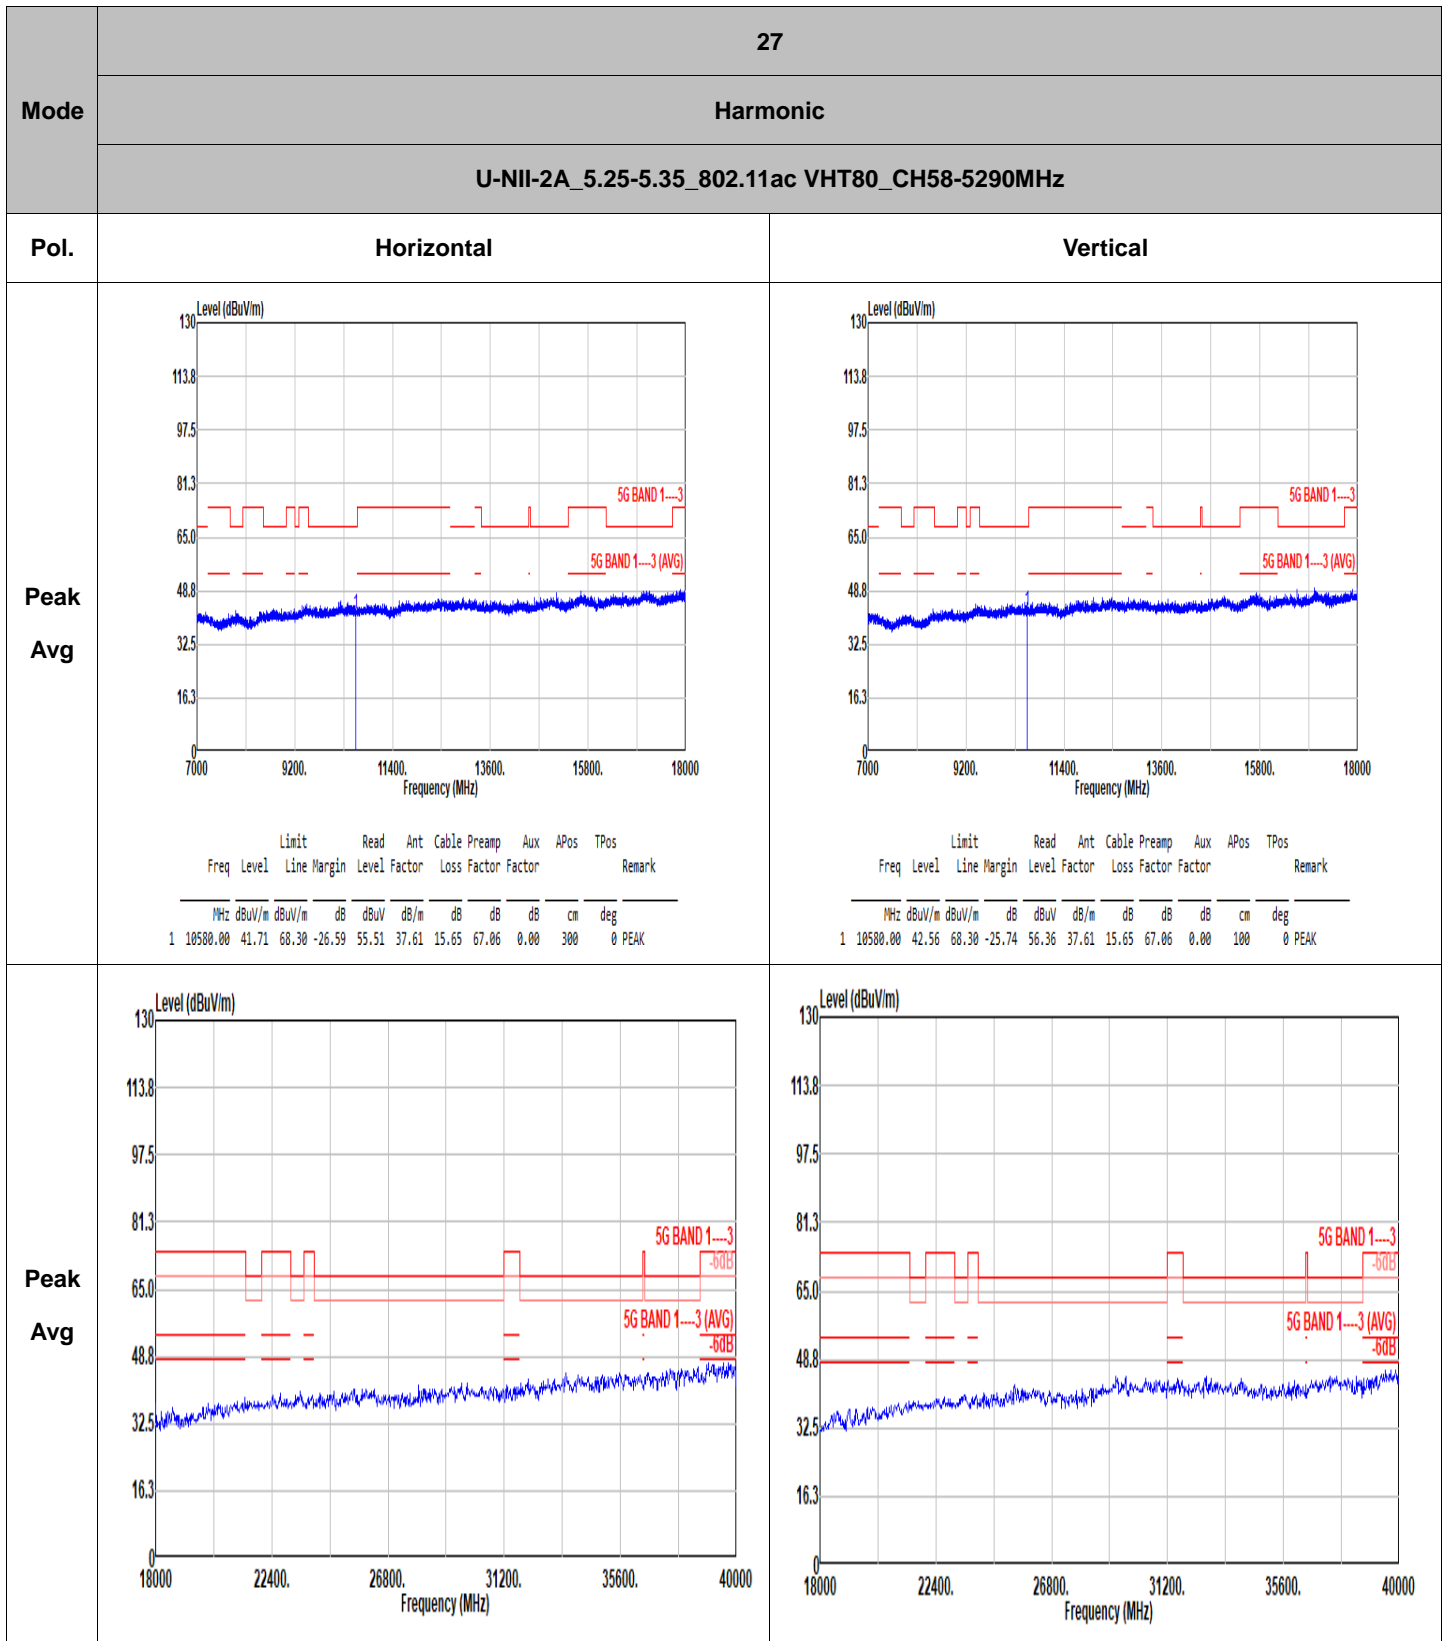 Mode
27
Harmonic
U-NII-2A_5.25-5.35_802.11ac VHT80_CH58-5290MHz
Pol.
Horizontal
Vertical
Peak
Avg
Level (dBuV/m)
130
113.8
97.5
81.3
65.0
48.8
32.5
16.3
0
5G BAND 1----3
5G BAND 1----3 (AVG)
1
7000 9200. 11400. 13600. 15800. 18000
Frequency (MHz)
Limit Read Ant Cable Preamp Aux APos TPos
Freq Level Line Margin Level Factor Loss Factor Factor Remark
MHz dBuV/m dBuV/m dB dBuV dB/m dB dB dB cm deg
1 10580.00 41.71 68.30 -26.59 55.51 37.61 15.65 67.06 0.00 300 0 PEAK
Level (dBuV/m)
130
113.8
97.5
81.3
65.0
48.8
32.5
16.3
0
5G BAND 1----3
5G BAND 1----3 (AVG)
1
7000 9200. 11400. 13600. 15800. 18000
Frequency (MHz)
Limit Read Ant Cable Preamp Aux APos TPos
Freq Level Line Margin Level Factor Loss Factor Factor Remark
MHz dBuV/m dBuV/m dB dBuV dB/m dB dB dB cm deg
1 10580.00 42.56 68.30 -25.74 56.36 37.61 15.65 67.06 0.00 100 0 PEAK
Peak
Avg
Level (dBuV/m)
130
113.8
97.5
81.3
65.0
48.8
32.5
16.3
0
5G BAND 1----3
-6dB
5G BAND 1----3 (AVG)
-6dB
18000 22400. 26800. 31200. 35600. 40000
Frequency (MHz)
Level (dBuV/m)
130
113.8
97.5
81.3
65.0
48.8
32.5
16.3
0
5G BAND 1----3
-6dB
5G BAND 1----3 (AVG)
-6dB
18000 22400. 26800. 31200. 35600. 40000
Frequency (MHz)